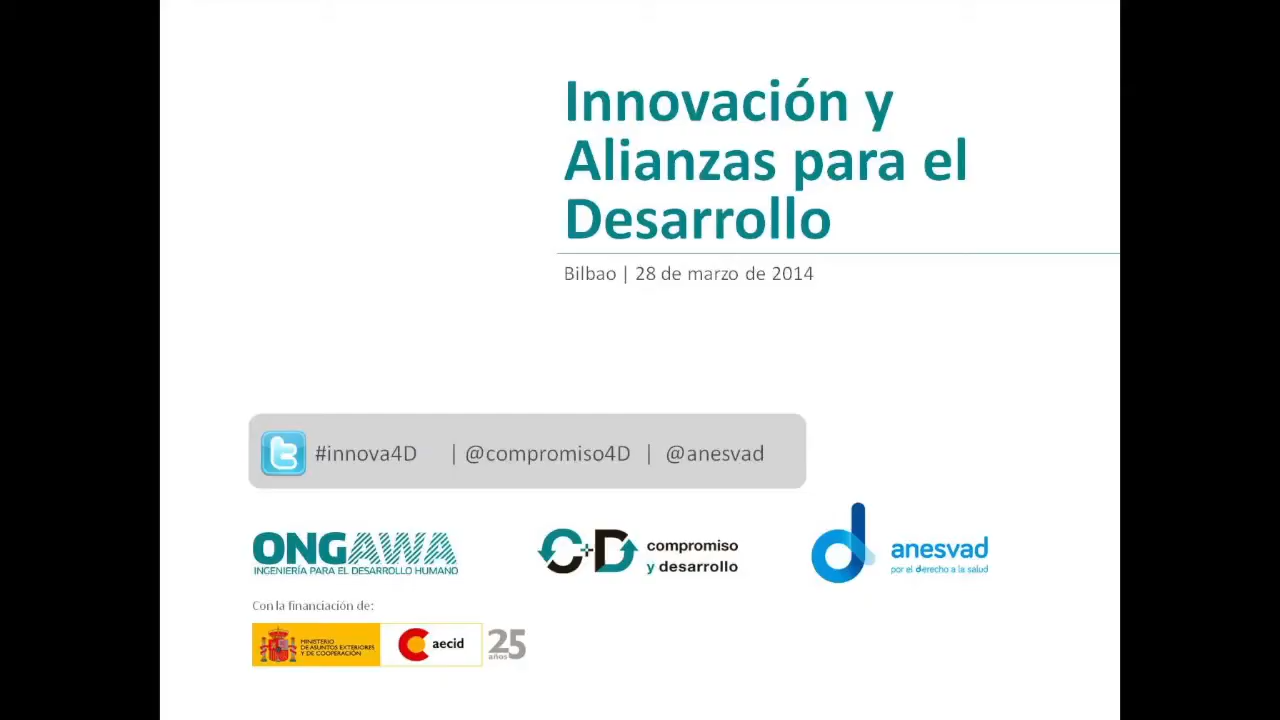 Innovación y
Alianzas para el
Desarrollo
Bilbao | 28 de marzo de 2014
#innova4D | @compromiso4D | @anesvad
ONGAWA
INGENIERÍA PARA EL DESARROLLO HUMANO
C+D
compromiso
y desarrollo
anesvad
por el derecho a la salud
Con la financiación de:
MINISTERIO
DE ASUNTOS EXTERIORES
Y DE COOPERACIÓN
aecid
25
años